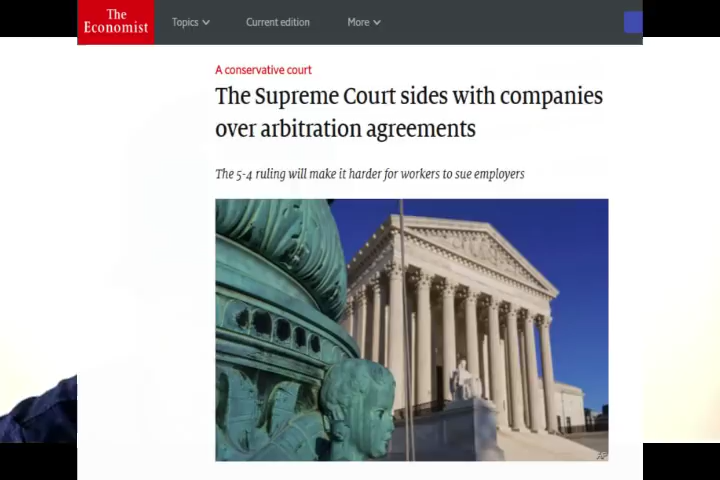 The
Economist
Topics
Current edition
More
A conservative court
The Supreme Court sides with companies
over arbitration agreements
The 5-4 ruling will make it harder for workers to sue employers